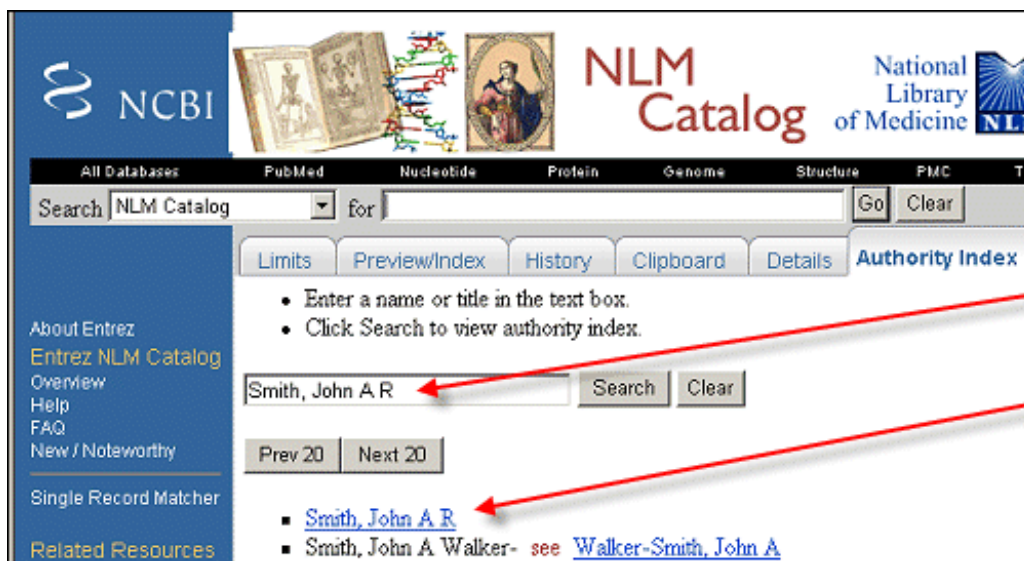 NCBI
NLM
Catalog
National
Library
of Medicine
All Databases PubMed Nucleotide Protein Genome Structure PMC
Search NLM Catalog for Go Clear
Limits Preview/Index History Clipboard Details Authority Index
• Enter a name or title in the text box.
• Click Search to view authority index.
About Entrez
Entrez NLM Catalog
Overview
Help
FAQ
New / Noteworthy
Single Record Matcher
Related Resources
Smith, John A R Search Clear
Prev 20 Next 20
▪ Smith, John A R
▪ Smith, John A Walker- see Walker-Smith, John A